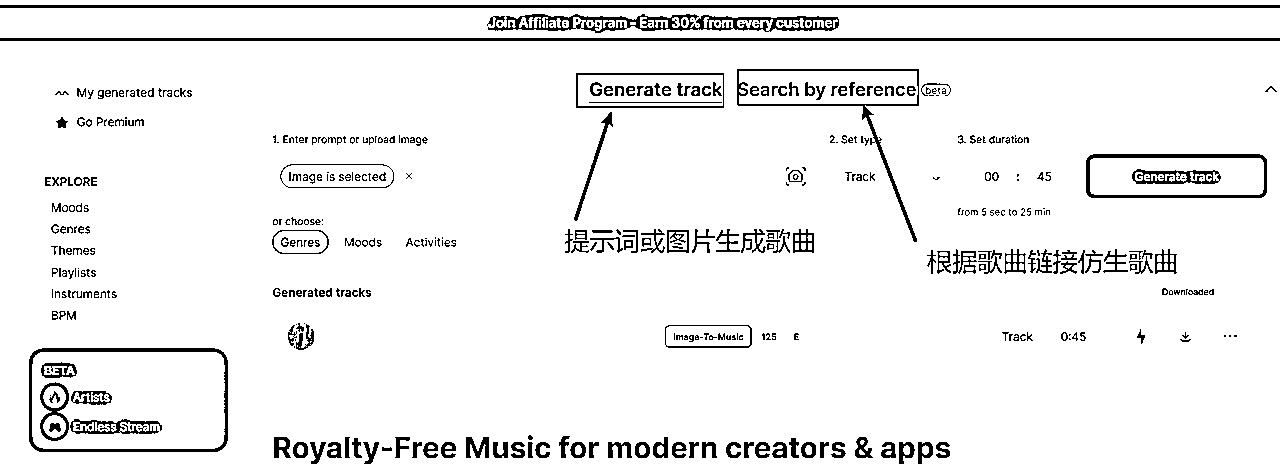 Join Affiliate Program - Earn 30% from every customer
My generated tracks
Go Premium
EXPLORE
Moods
Genres
Themes
Playlists
Instruments
BPM
BETA
Artists
Endless Stream
Generate track
Search by reference
beta
1. Enter prompt or upload image
2. Set type
3. Set duration
Image is selected ×
Track
00 : 45
Generate track
from 5 sec to 25 min
or choose:
Genres Moods Activities
提示词或图片生成歌曲
根据歌曲链接仿生歌曲
Generated tracks
Downloaded
Image-To-Music 125 E Track 0:45
Royalty-Free Music for modern creators & apps